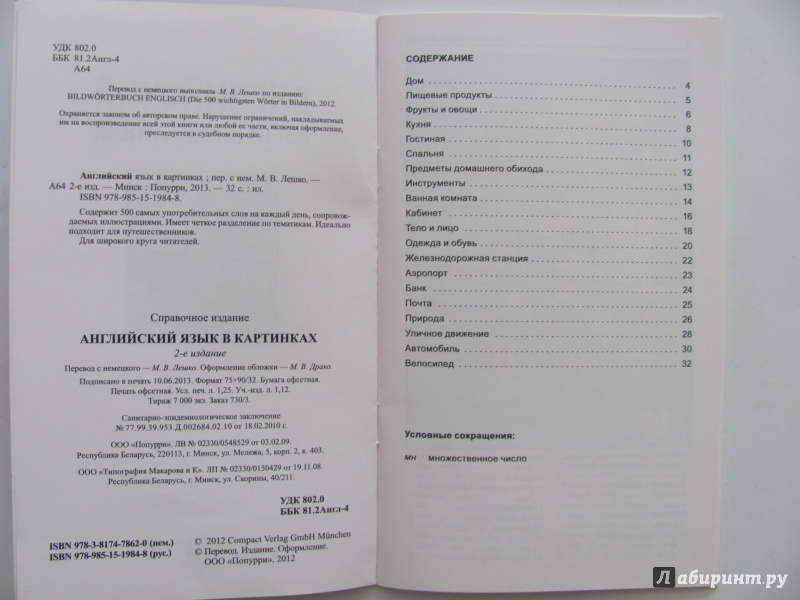 УДК 802.0
ББК 81.2Англ-4
А64
Перевод с немецкого выполнила М. В. Лешко по изданию:
BILDWÖRTERBUCH ENGLISCH (Die 500 wichtigsten Wörter in Bildern), 2012.
Охраняется законом об авторском праве. Нарушение ограничений, накладываемых
им на воспроизведение всей этой книги или любой ее части, включая оформление,
преследуется в судебном порядке.
Английский язык в картинках ; пер. с нем. М. В. Лешко. —
А64 2-е изд. — Минск : Попурри, 2013. — 32 с. : ил.
ISBN 978-985-15-1984-8.
Содержит 500 самых употребительных слов на каждый день, сопровож-
даемых иллюстрациями. Имеет четкое разделение по тематикам. Идеально
подходит для путешественников.
Для широкого круга читателей.
Справочное издание
АНГЛИЙСКИЙ ЯЗЫК В КАРТИНКАХ
2-е издание
Перевод с немецкого — М. В. Лешко. Оформление обложки — М. В. Драко.
Подписано в печать 10.06.2013. Формат 75×90/32. Бумага офсетная.
Печать офсетная. Усл. печ. л. 1,25. Уч.-изд. л. 1,12.
Тираж 7 000 экз. Заказ 730/3.
Санитарно-эпидемиологическое заключение
№ 77.99.39.953.Д.002684.02.10 от 18.02.2010 г.
ООО «Попурри». ЛВ № 02330/0548529 от 03.02.09.
Республика Беларусь, 220113, г. Минск, ул. Мележа, 5, корп. 2, к. 403.
ООО «Типография Макарова и К». ЛП № 02330/0150429 от 19.11.08.
Республика Беларусь, г. Минск, ул. Скорины, 40/211.
УДК 802.0
ББК 81.2Англ-4
ISBN 978-3-8174-7862-0 (нем.)
ISBN 978-985-15-1984-8 (рус.)
© 2012 Compact Verlag GmbH München
© Перевод. Издание. Оформление.
ООО «Попурри», 2012
СОДЕРЖАНИЕ
Дом 4
Пищевые продукты 5
Фрукты и овощи 6
Кухня 8
Гостиная 10
Спальня 11
Предметы домашнего обихода 12
Инструменты 13
Ванная комната 14
Кабинет 16
Тело и лицо 18
Одежда и обувь 20
Железнодорожная станция 22
Аэропорт 23
Банк 24
Почта 25
Природа 26
Уличное движение 28
Автомобиль 30
Велосипед 32
Условные сокращения:
мн множественное число
Лабиринт.ру